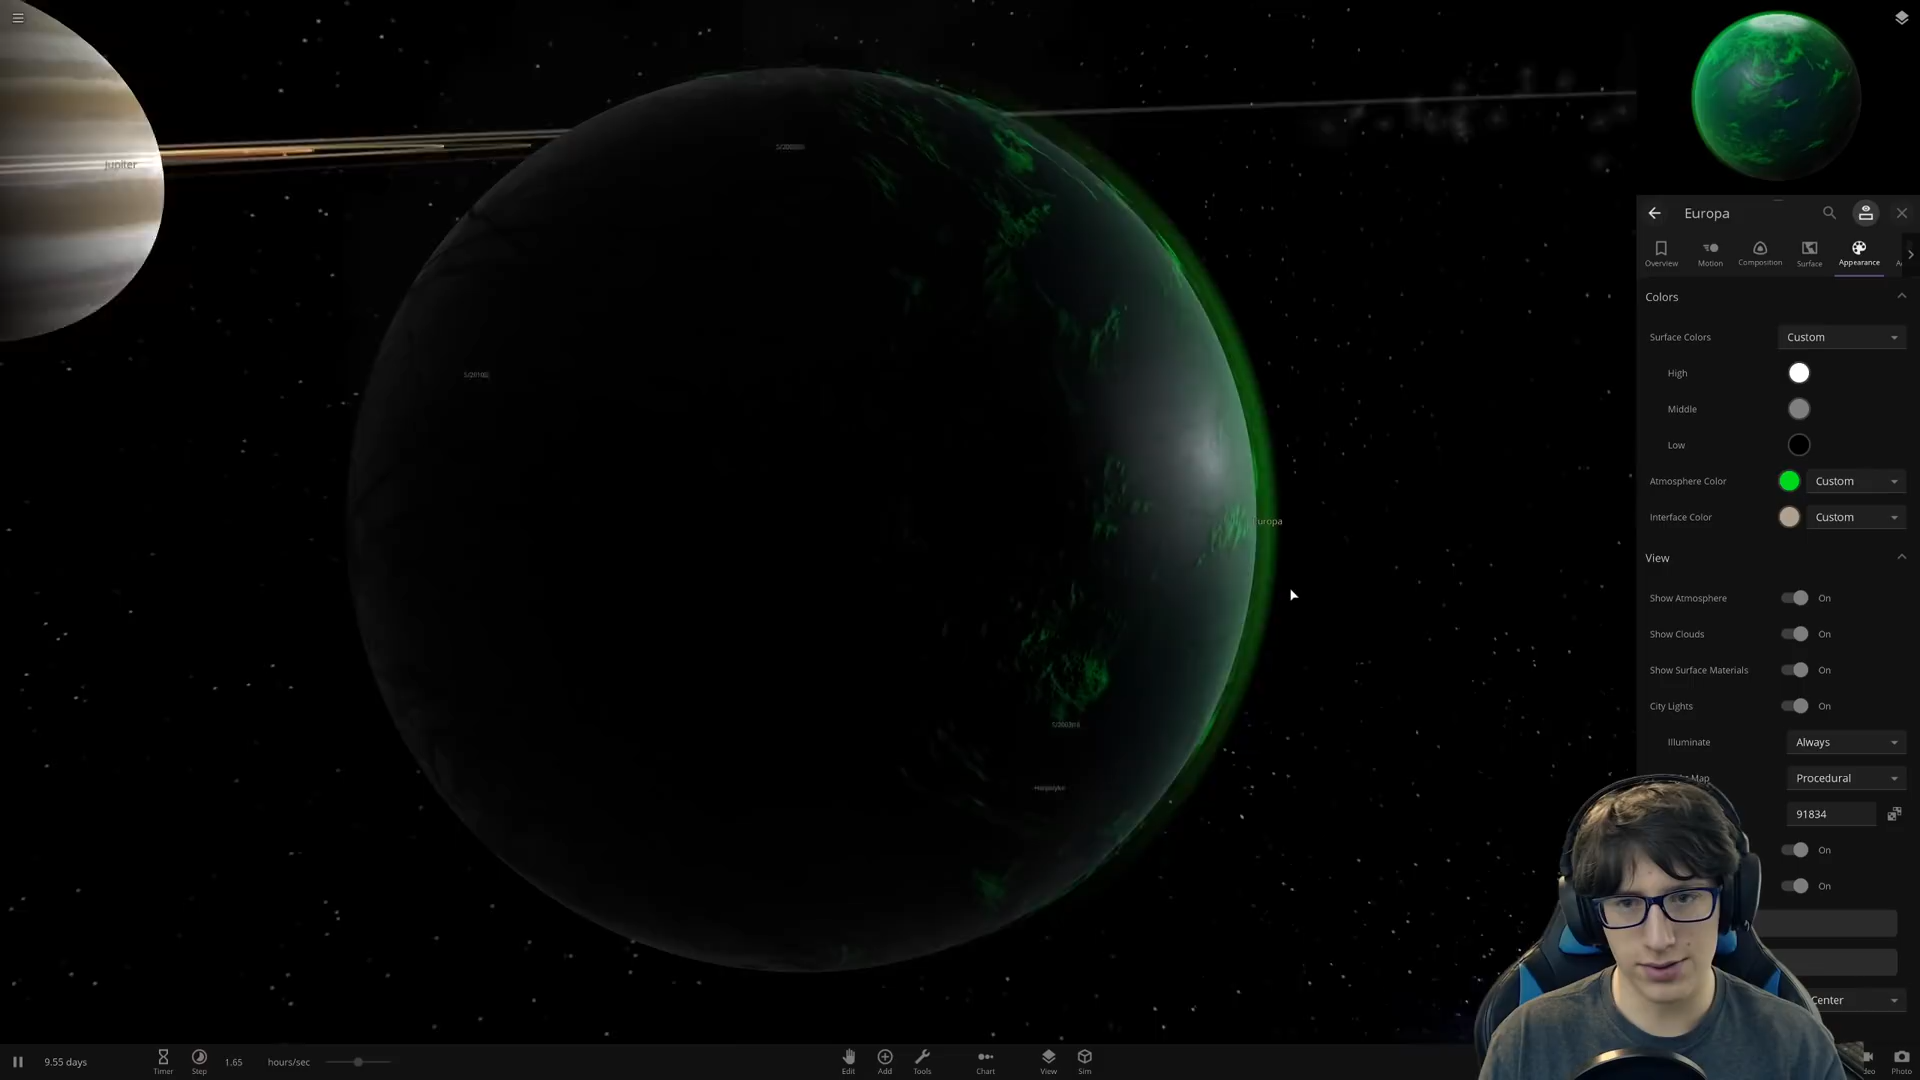 Jupiter
Europa
Europa
Overview
Motion
Composition
Surface
Appearance
Colors
Surface Colors
Custom
High
Middle
Low
Atmosphere Color
Custom
Interface Color
Custom
View
Show Atmosphere
On
Show Clouds
On
Show Surface Materials
On
City Lights
On
Illuminate
Always
Map
Procedural
91834
On
On
Center
9.55 days
Timer
Step
1.65
hours/sec
Edit
Add
Tools
Chart
View
Sim
Photo